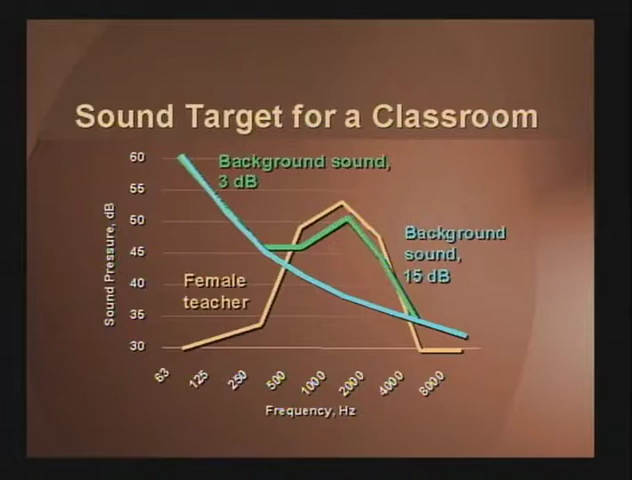 Sound Target for a Classroom
60
55
50
45
40
35
30
Sound Pressure, dB
Background sound,
3 dB
Background
sound,
15 dB
Female
teacher
63
125
250
500
1000
2000
4000
8000
Frequency, Hz